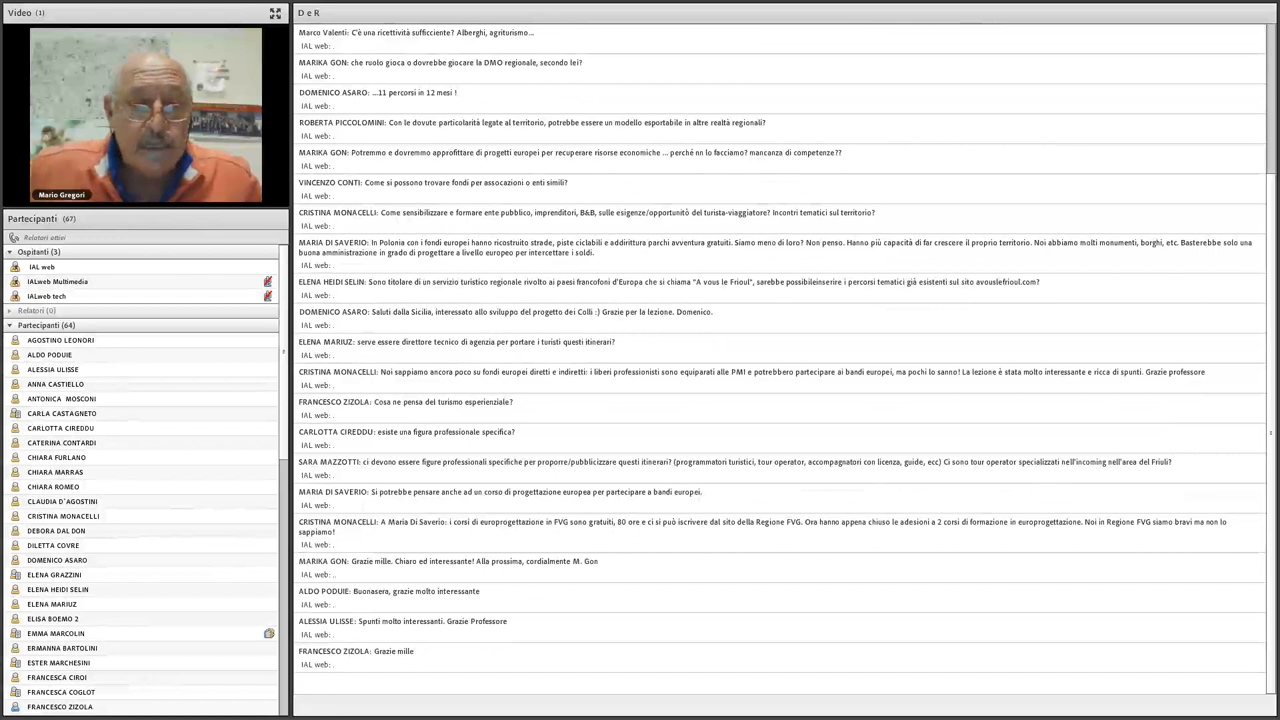 Video (1)
Mario Gregori
Partecipanti (67)
Relatori attivi
Ospitanti (3)
IAL web
IALweb Multimedia
IALweb tech
Relatori (0)
Partecipanti (64)
AGOSTINO LEONORI
ALDO PODUIE
ALESSIA ULISSE
ANNA CASTIELLO
ANTONICA MOSCONI
CARLA CASTAGNETO
CARLOTTA CIREDDU
CATERINA CONTARDI
CHIARA FURLANO
CHIARA MARRAS
CHIARA ROMEO
CLAUDIA D'AGOSTINI
CRISTINA MONACELLI
DEBORA DAL DON
DILETTA COVRE
DOMENICO ASARO
ELENA GRAZZINI
ELENA HEIDI SELIN
ELENA MARIUZ
ELISA BOEMO 2
EMMA MARCOLIN
ERMANNA BARTOLINI
ESTER MARCHESINI
FRANCESCA CIROI
FRANCESCA COGLOT
FRANCESCO ZIZOLA
D e R
Marco Valenti: C'è una ricettività sufficciente? Alberghi, agriturismo...
IAL web: .
MARIKA GON: che ruolo gioca o dovrebbe giocare la DMO regionale, secondo lei?
IAL web: .
DOMENICO ASARO: ...11 percorsi in 12 mesi !
IAL web: .
ROBERTA PICCOLOMINI: Con le dovute particolarità legate al territorio, potrebbe essere un modello esportabile in altre realtà regionali?
IAL web: .
MARIKA GON: Potremmo e dovremmo approfittare di progetti europei per recuperare risorse economiche ... perché nn lo facciamo? mancanza di competenze??
IAL web: .
VINCENZO CONTI: Come si possono trovare fondi per assocazioni o enti simili?
IAL web: .
CRISTINA MONACELLI: Come sensibilizzare e formare ente pubblico, imprenditori, B&B, sulle esigenze/opportunitò del turista-viaggiatore? Incontri tematici sul territorio?
IAL web: .
MARIA DI SAVERIO: In Polonia con i fondi europei hanno ricostruito strade, piste ciclabili e addirittura parchi avventura gratuiti. Siamo meno di loro? Non penso. Hanno più capacità di far crescere il proprio territorio. Noi abbiamo molti monumenti, borghi, etc. Basterebbe solo una
buona amministrazione in grado di progettare a livello europeo per intercettare i soldi.
IAL web: .
ELENA HEIDI SELIN: Sono titolare di un servizio turistico regionale rivolto ai paesi francofoni d'Europa che si chiama "A vous le Frioul", sarebbe possibileinserire i percorsi tematici già esistenti sul sito avouslefrioul.com?
IAL web: .
DOMENICO ASARO: Saluti dalla Sicilia, interessato allo sviluppo del progetto dei Colli :) Grazie per la lezione. Domenico.
IAL web: .
ELENA MARIUZ: serve essere direttore tecnico di agenzia per portare i turisti questi itinerari?
IAL web: .
CRISTINA MONACELLI: Noi sappiamo ancora poco su fondi europei diretti e indiretti: i liberi professionisti sono equiparati alle PMI e potrebbero partecipare ai bandi europei, ma pochi lo sanno! La lezione è stata molto interessante e ricca di spunti. Grazie professore
IAL web: .
FRANCESCO ZIZOLA: Cosa ne pensa del turismo esperienziale?
IAL web: .
CARLOTTA CIREDDU: esiste una figura professionale specifica?
IAL web: .
SARA MAZZOTTI: ci devono essere figure professionali specifiche per proporre/pubblicizzare questi itinerari? (programmatori turistici, tour operator, accompagnatori con licenza, guide, ecc) Ci sono tour operator specializzati nell'incoming nell'area del Friuli?
IAL web: .
MARIA DI SAVERIO: Si potrebbe pensare anche ad un corso di progettazione europea per partecipare a bandi europei.
IAL web: .
CRISTINA MONACELLI: A Maria Di Saverio: i corsi di europrogettazione in FVG sono gratuiti, 80 ore e ci si può iscrivere dal sito della Regione FVG. Ora hanno appena chiuso le adesioni a 2 corsi di formazione in europrogettazione. Noi in Regione FVG siamo bravi ma non lo
sappiamo!
IAL web: .
MARIKA GON: Grazie mille. Chiaro ed interessante! Alla prossima, cordialmente M. Gon
IAL web: ..
ALDO PODUIE: Buonasera, grazie molto interessante
IAL web: .
ALESSIA ULISSE: Spunti molto interessanti. Grazie Professore
IAL web: .
FRANCESCO ZIZOLA: Grazie mille
IAL web: .